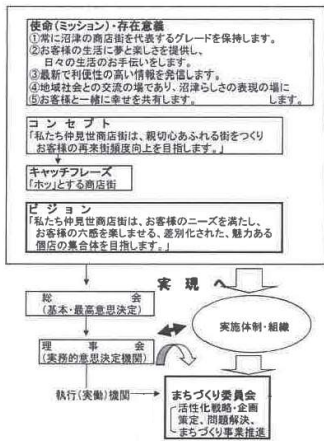 使命(ミッション)・存在意義
①常に沼津の商店街を代表するグレードを保持します。
②お客様の生活に夢と楽しさを提供し、
日々の生活のお手伝いをします。
③最新で利便性の高い情報を発信します。
④地域社会との交流の場であり、沼津らしさの表現の場に
⑤お客様と一緒に幸せを共有します。 します。
コンセプト
「私たち仲見世商店街は、親切心あふれる街をつくり
お客様の再来街頻度向上を目指します。」
キャッチフレーズ
「ホッ」とする商店街
ビジョン
「私たち仲見世商店街は、お客様のニーズを満たし、
お客様の六感を楽しませる、差別化された、魅力ある
個店の集合体を目指します。」
実現へ
総会
(基本・最高意思決定)
実施体制・組織
理事会
(実務的意思決定機関)
執行(実働)機関
まちづくり委員会
活性化戦略・企画
策定、問題解決、
まちづくり事業推進